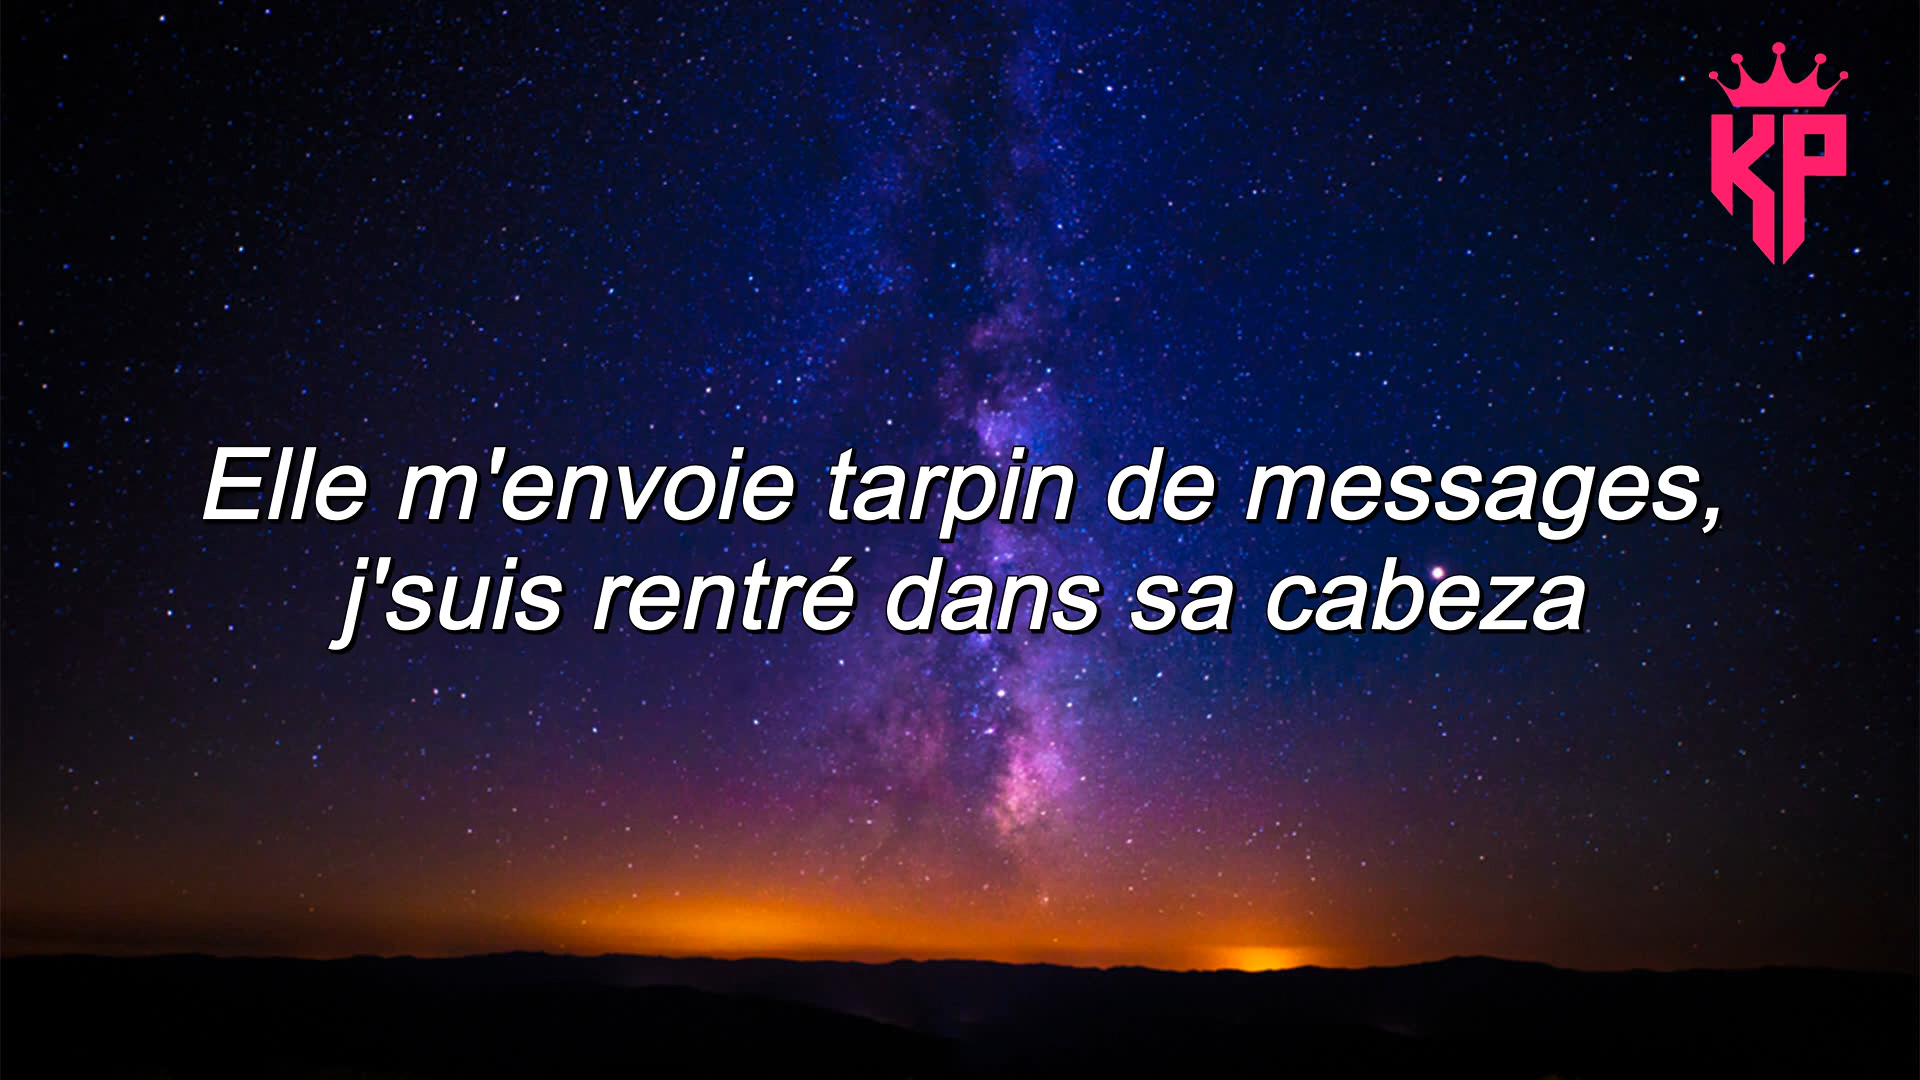 KP
Elle m'envoie tarpin de messages,
j'suis rentré dans sa cabeza